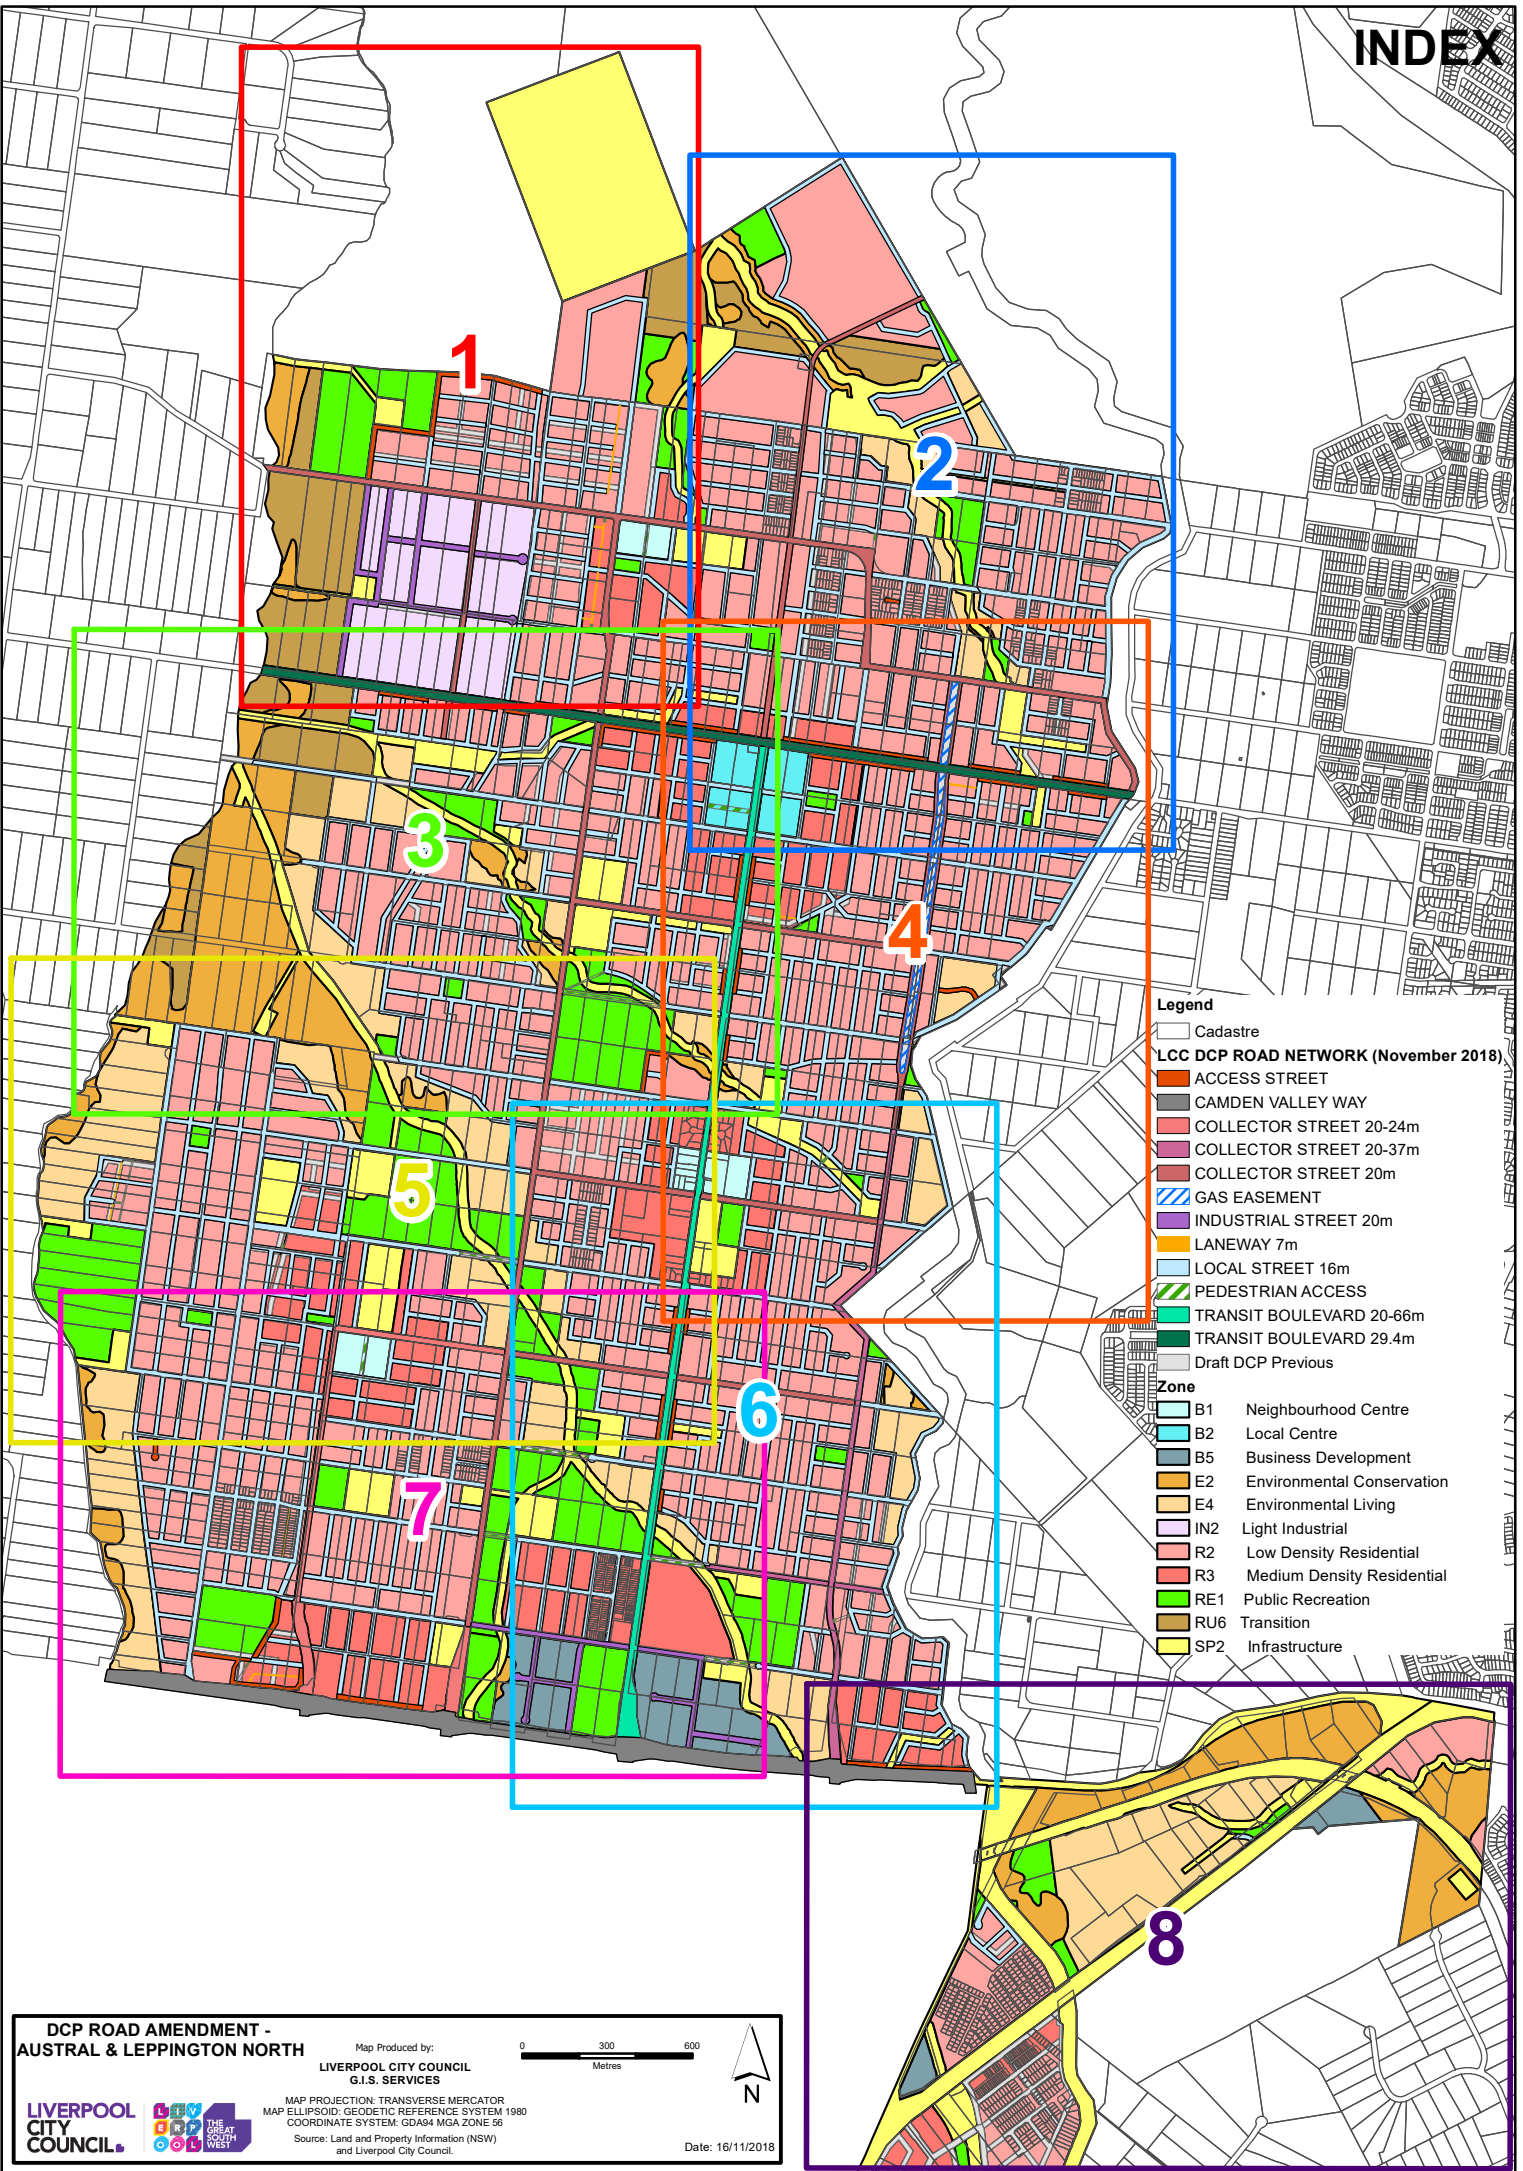 INDEX
1
2
3
4
5
6
7
8
Legend
Cadastre
LCC DCP ROAD NETWORK (November 2018)
ACCESS STREET
CAMDEN VALLEY WAY
COLLECTOR STREET 20-24m
COLLECTOR STREET 20-37m
COLLECTOR STREET 20m
GAS EASEMENT
INDUSTRIAL STREET 20m
LANEWAY 7m
LOCAL STREET 16m
PEDESTRIAN ACCESS
TRANSIT BOULEVARD 20-66m
TRANSIT BOULEVARD 29.4m
Draft DCP Previous
Zone
B1 Neighbourhood Centre
B2 Local Centre
B5 Business Development
E2 Environmental Conservation
E4 Environmental Living
IN2 Light Industrial
R2 Low Density Residential
R3 Medium Density Residential
RE1 Public Recreation
RU6 Transition
SP2 Infrastructure
DCP ROAD AMENDMENT -
AUSTRAL & LEPPINGTON NORTH
Map Produced by:
LIVERPOOL CITY COUNCIL
G.I.S. SERVICES
MAP PROJECTION: TRANSVERSE MERCATOR
MAP ELLIPSOID: GEODETIC REFERENCE SYSTEM 1980
COORDINATE SYSTEM: GDA94 MGA ZONE 56
Source: Land and Property Information (NSW)
and Liverpool City Council.
0 300 600
Metres
N
Date: 16/11/2018
LIVERPOOL
CITY
COUNCIL
LIV
ERP
OOL
THE
GREAT
SOUTH
WEST